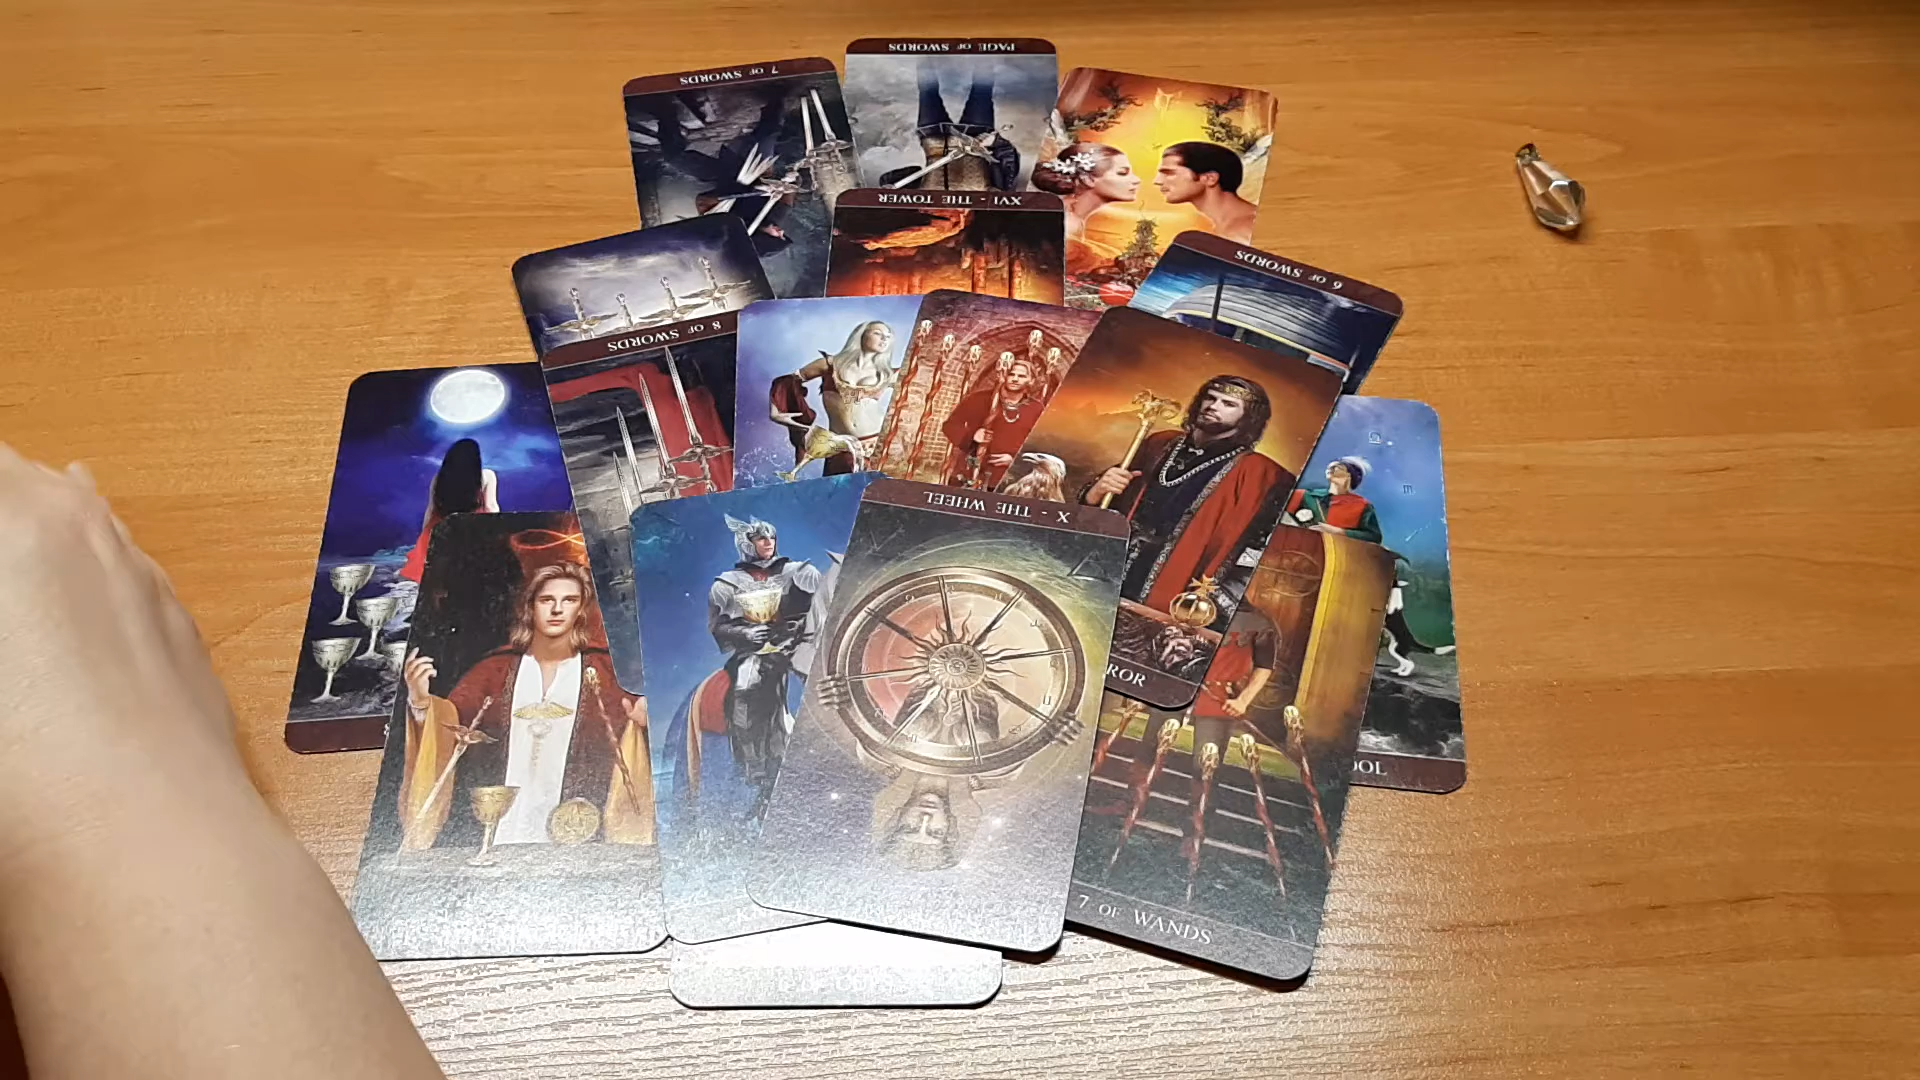 PAGE OF SWORDS
7 OF SWORDS
XVI - THE TOWER
6 OF SWORDS
8 OF SWORDS
X - THE WHEEL
ROR
OOL
7 OF WANDS